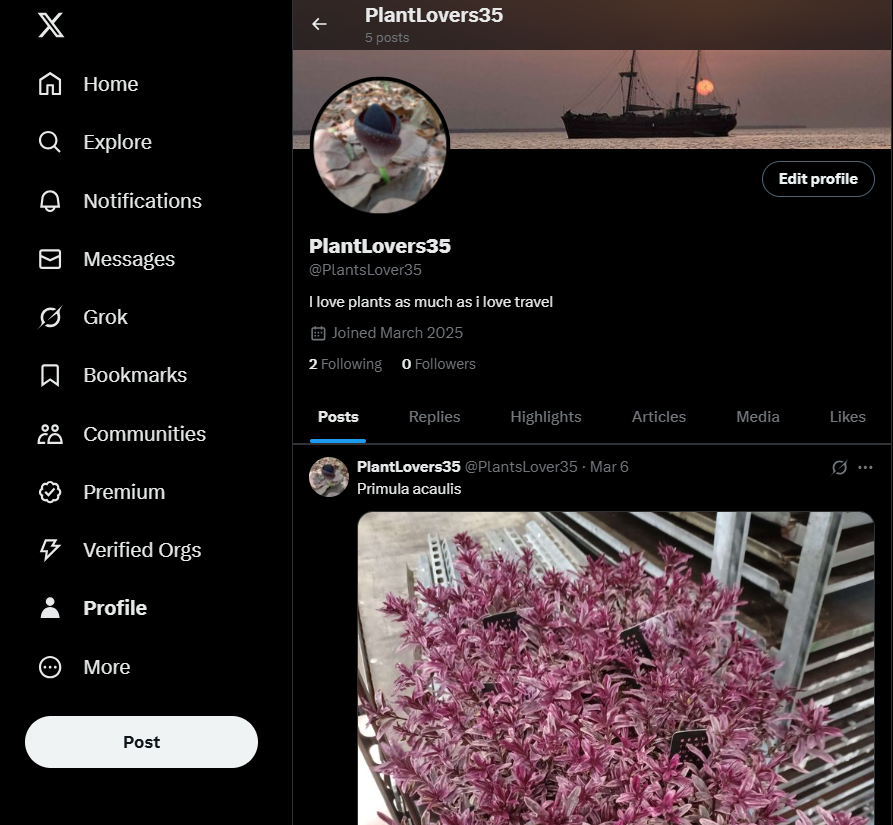 PlantLovers35
5 posts
Home
Explore
Notifications
Messages
Grok
Bookmarks
Communities
Premium
Verified Orgs
Profile
More
Post
Edit profile
PlantLovers35
@PlantsLover35
I love plants as much as i love travel
Joined March 2025
2 Following 0 Followers
Posts Replies Highlights Articles Media Likes
PlantLovers35 @PlantsLover35 · Mar 6
Primula acaulis